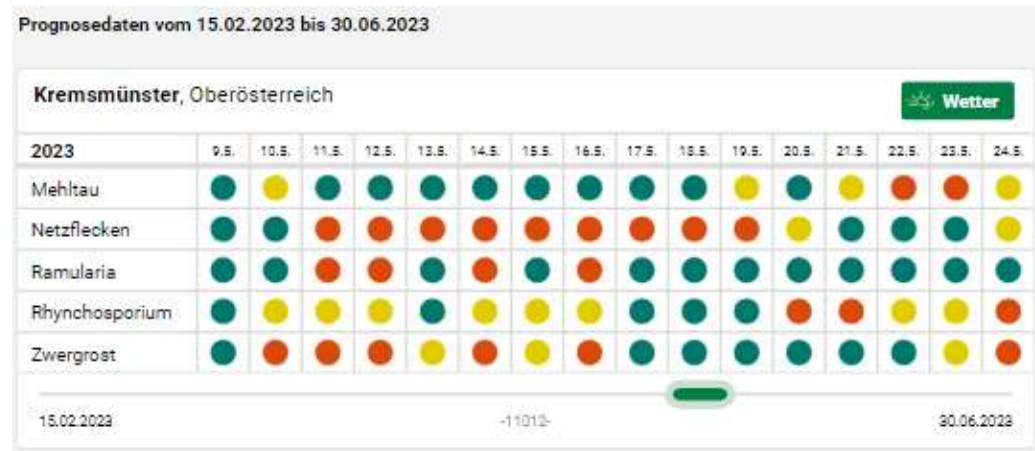 Prognosedaten vom 15.02.2023 bis 30.06.2023
Kremsmünster, Oberösterreich
Wetter
2023 9.5. 10.5. 11.5. 12.5. 13.5. 14.5. 15.5. 16.5. 17.5. 18.5. 19.5. 20.5. 21.5. 22.5. 23.5. 24.5.
Mehltau
Netzflecken
Ramularia
Rhynchosporium
Zwergrost
15.02.2023 -11012- 30.06.2023